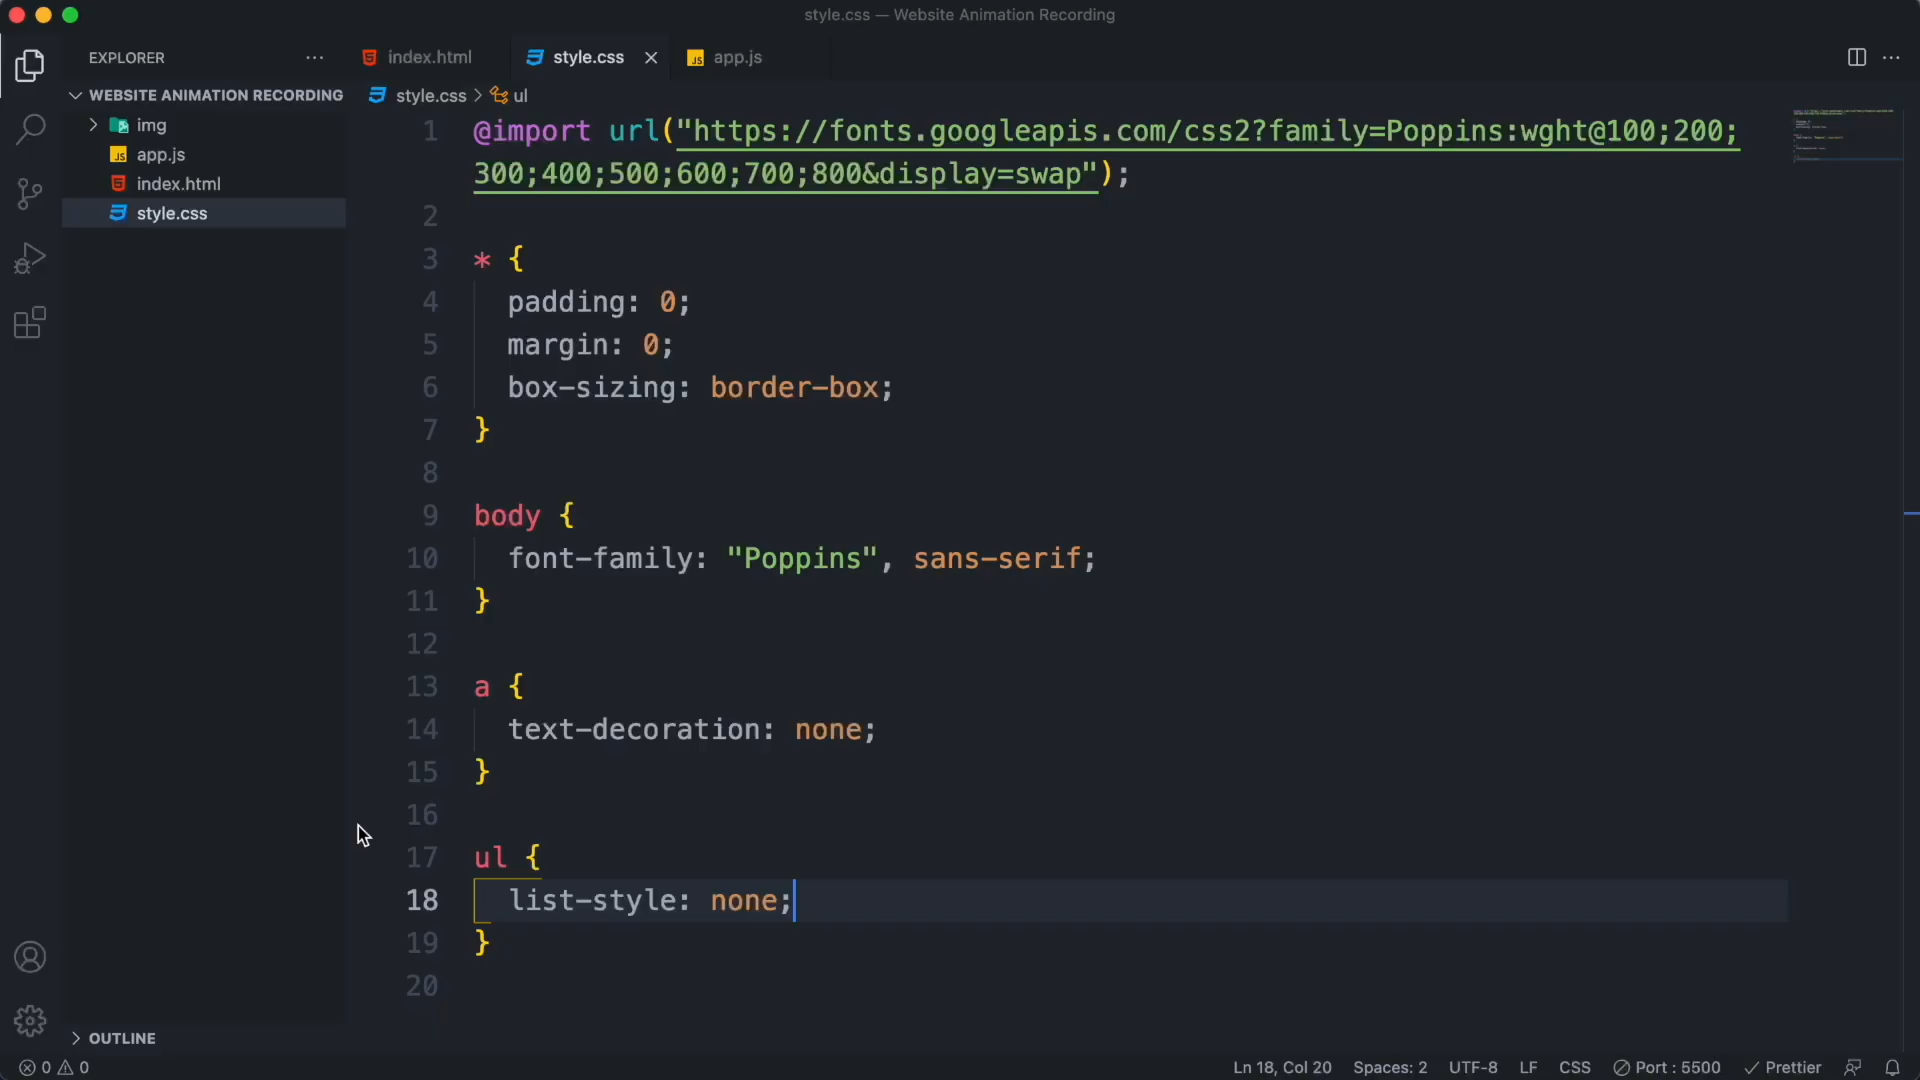 style.css — Website Animation Recording
EXPLORER
index.html
style.css
app.js
WEBSITE ANIMATION RECORDING
style.css > ul
img
app.js
index.html
style.css
1 @import url("https://fonts.googleapis.com/css2?family=Poppins:wght@100;200;
300;400;500;600;700;800&display=swap");
2
3 * {
4 padding: 0;
5 margin: 0;
6 box-sizing: border-box;
7 }
8
9 body {
10 font-family: "Poppins", sans-serif;
11 }
12
13 a {
14 text-decoration: none;
15 }
16
17 ul {
18 list-style: none;
19 }
20
OUTLINE
0 0 Ln 18, Col 20 Spaces: 2 UTF-8 LF CSS Port : 5500 Prettier